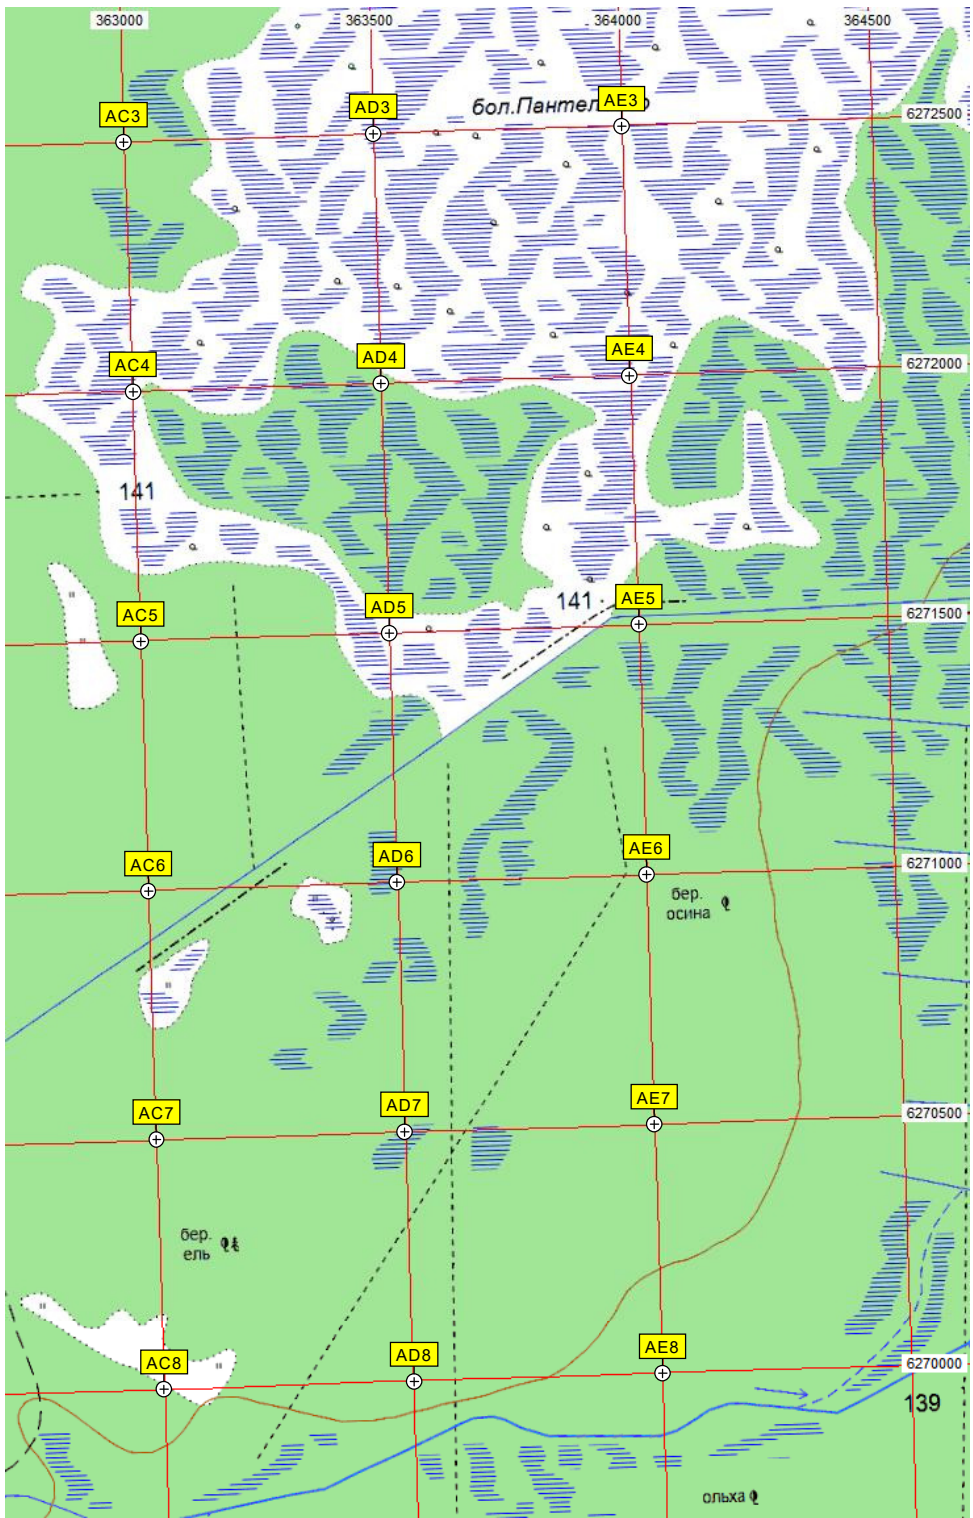 363000 363500 364000 364500
AC3 AD3 AE3
бол.Пантел о
6272500
AC4 AD4 AE4
6272000
141
141
AC5 AD5 AE5
6271500
AC6 AD6 AE6
6271000
бер.
осина
AC7 AD7 AE7
6270500
бер.
ель
AC8 AD8 AE8
6270000
139
ольха